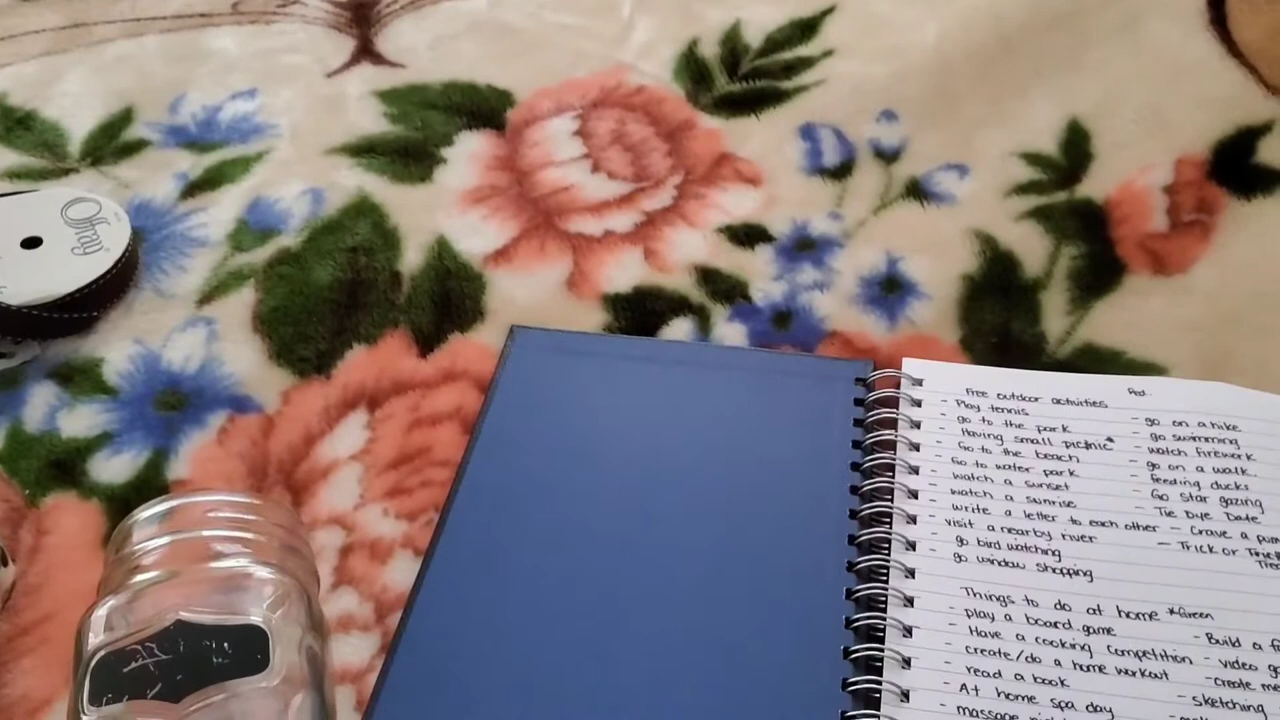 Offray
Free outdoor activities Red..
- Play tennis - go on a hike
- go to the park - go swimming
- Having small picnic* - watch firework
- Go to the beach - go on a walk.
- Go to water park - feeding ducks
- watch a sunset - Go star gazing
- watch a sunrise - Tie Dye Date
- write a letter to each other - Crave a
- visit a nearby river - Trick or
- go bird watching
- go window shopping
Things to do at home *Green
- play a board game - Build a
- Have a cooking competition - video
- create/do a home workout - create
- read a book - sketching
- At home spa day
- massage